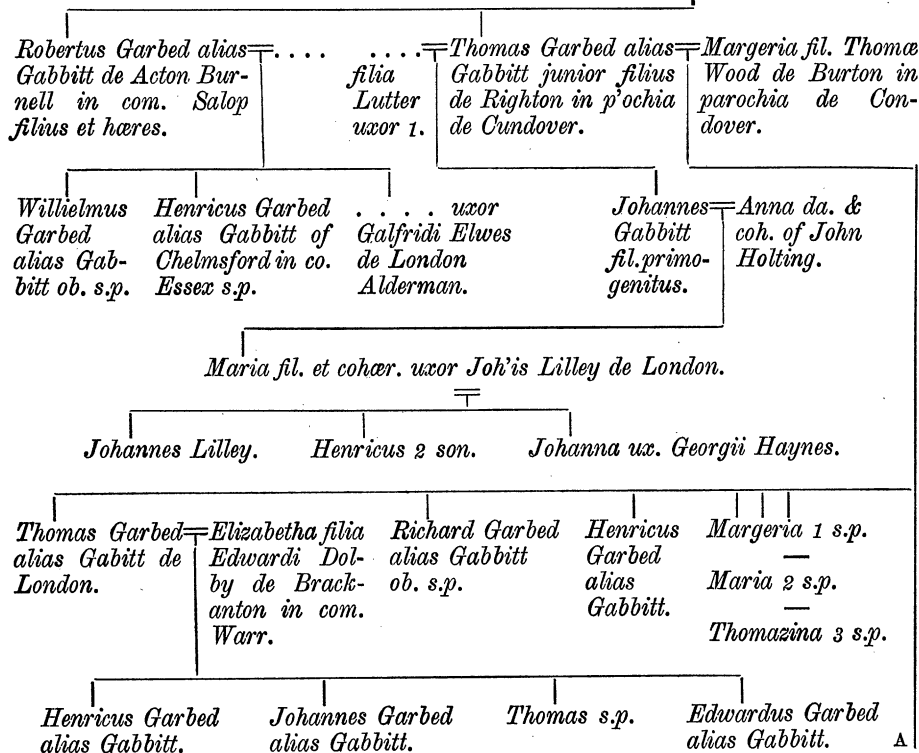 Robertus Garbed alias
Gabbitt de Acton Bur-
nell in com. Salop
filius et hæres.
. . . .
. . . .
filia
Lutter
uxor 1.
Thomas Garbed alias
Gabbitt junior filius
de Righton in p'ochia
de Cundover.
Margeria fil. Thomæ
Wood de Burton in
parochia de Con-
dover.
Willielmus
Garbed
alias Gab-
bitt ob. s.p.
Henricus Garbed
alias Gabbitt of
Chelmsford in co.
Essex s.p.
. . . . uxor
Galfridi Elwes
de London
Alderman.
Johannes
Gabbitt
fil. primo-
genitus.
Anna da. &
coh. of John
Holting.
Maria fil. et cohær. uxor Joh'is Lilley de London.
Johannes Lilley.
Henricus 2 son.
Johanna ux. Georgii Haynes.
Thomas Garbed
alias Gabitt de
London.
Elizabetha filia
Edwardi Dol-
by de Brack-
anton in com.
Warr.
Richard Garbed
alias Gabbitt
ob. s.p.
Henricus
Garbed
alias
Gabbitt.
Margeria 1 s.p.
Maria 2 s.p.
Thomazina 3 s.p.
Henricus Garbed
alias Gabbitt.
Johannes Garbed
alias Gabbitt.
Thomas s.p.
Edwardus Garbed
alias Gabbitt.
A